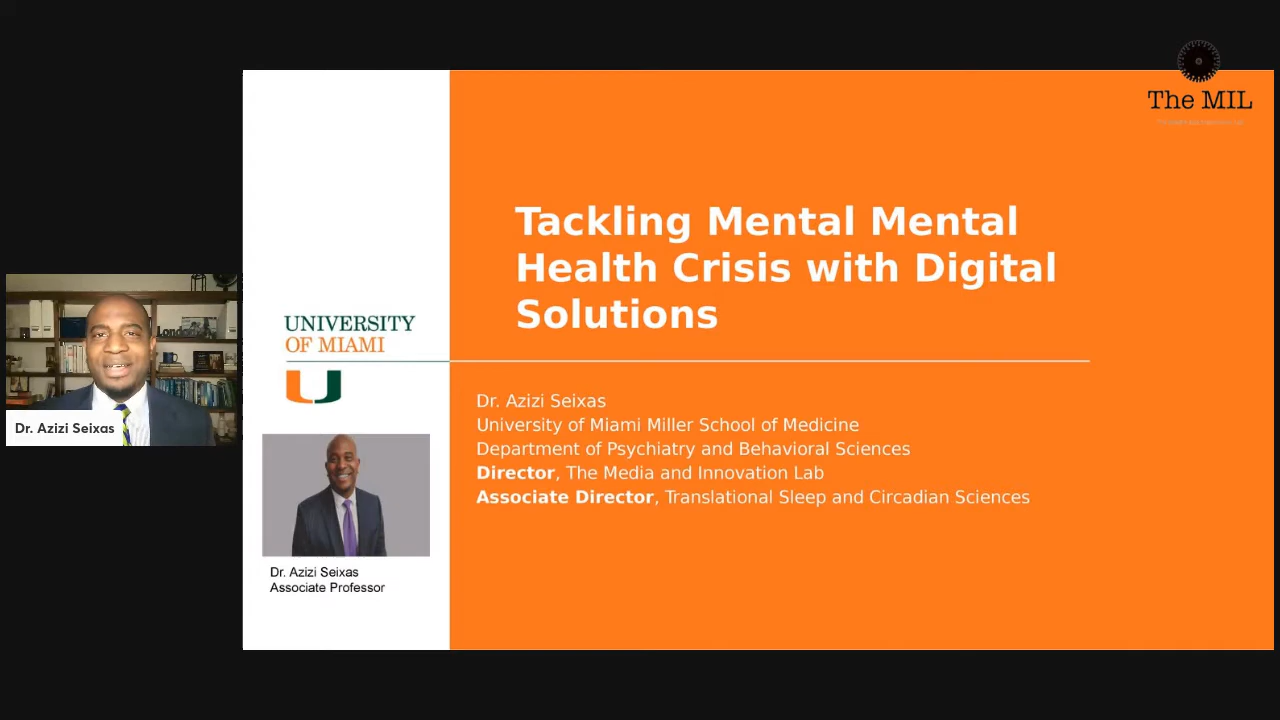 The MIL
Tackling Mental Mental
Health Crisis with Digital
Solutions
UNIVERSITY
OF MIAMI
Dr. Azizi Seixas
University of Miami Miller School of Medicine
Department of Psychiatry and Behavioral Sciences
Director, The Media and Innovation Lab
Associate Director, Translational Sleep and Circadian Sciences
London
Dr. Azizi Seixas
Dr. Azizi Seixas
Associate Professor